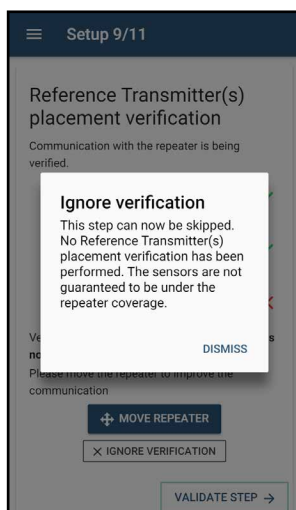 Setup 9/11
Reference Transmitter(s)
placement verification
Communication with the repeater is being
verified.
Ignore verification
This step can now be skipped.
No Reference Transmitter(s)
placement verification has been
performed. The sensors are not
guaranteed to be under the
repeater coverage.
DISMISS
Please move the repeater to improve the
communication
MOVE REPEATER
IGNORE VERIFICATION
VALIDATE STEP